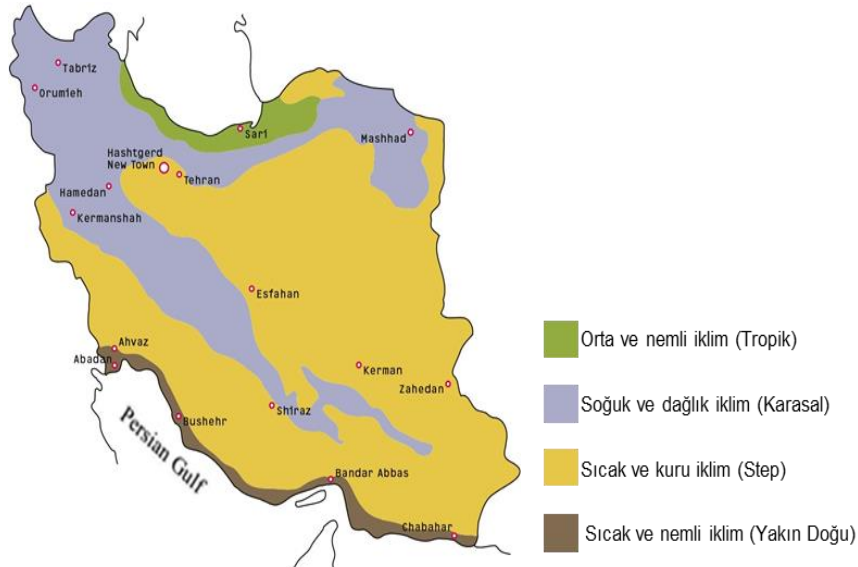 Tabriz
Orumieh
Sari
Mashhad
Hashtgerd
New Town
Tehran
Hamedan
Kermanshah
Esfahan
Ahvaz
Abadan
Kerman
Zahedan
Shiraz
Bushehr
Persian Gulf
Bandar Abbas
Chabahar
Orta ve nemli iklim (Tropik)
Soğuk ve dağlık iklim (Karasal)
Sıcak ve kuru iklim (Step)
Sıcak ve nemli iklim (Yakın Doğu)